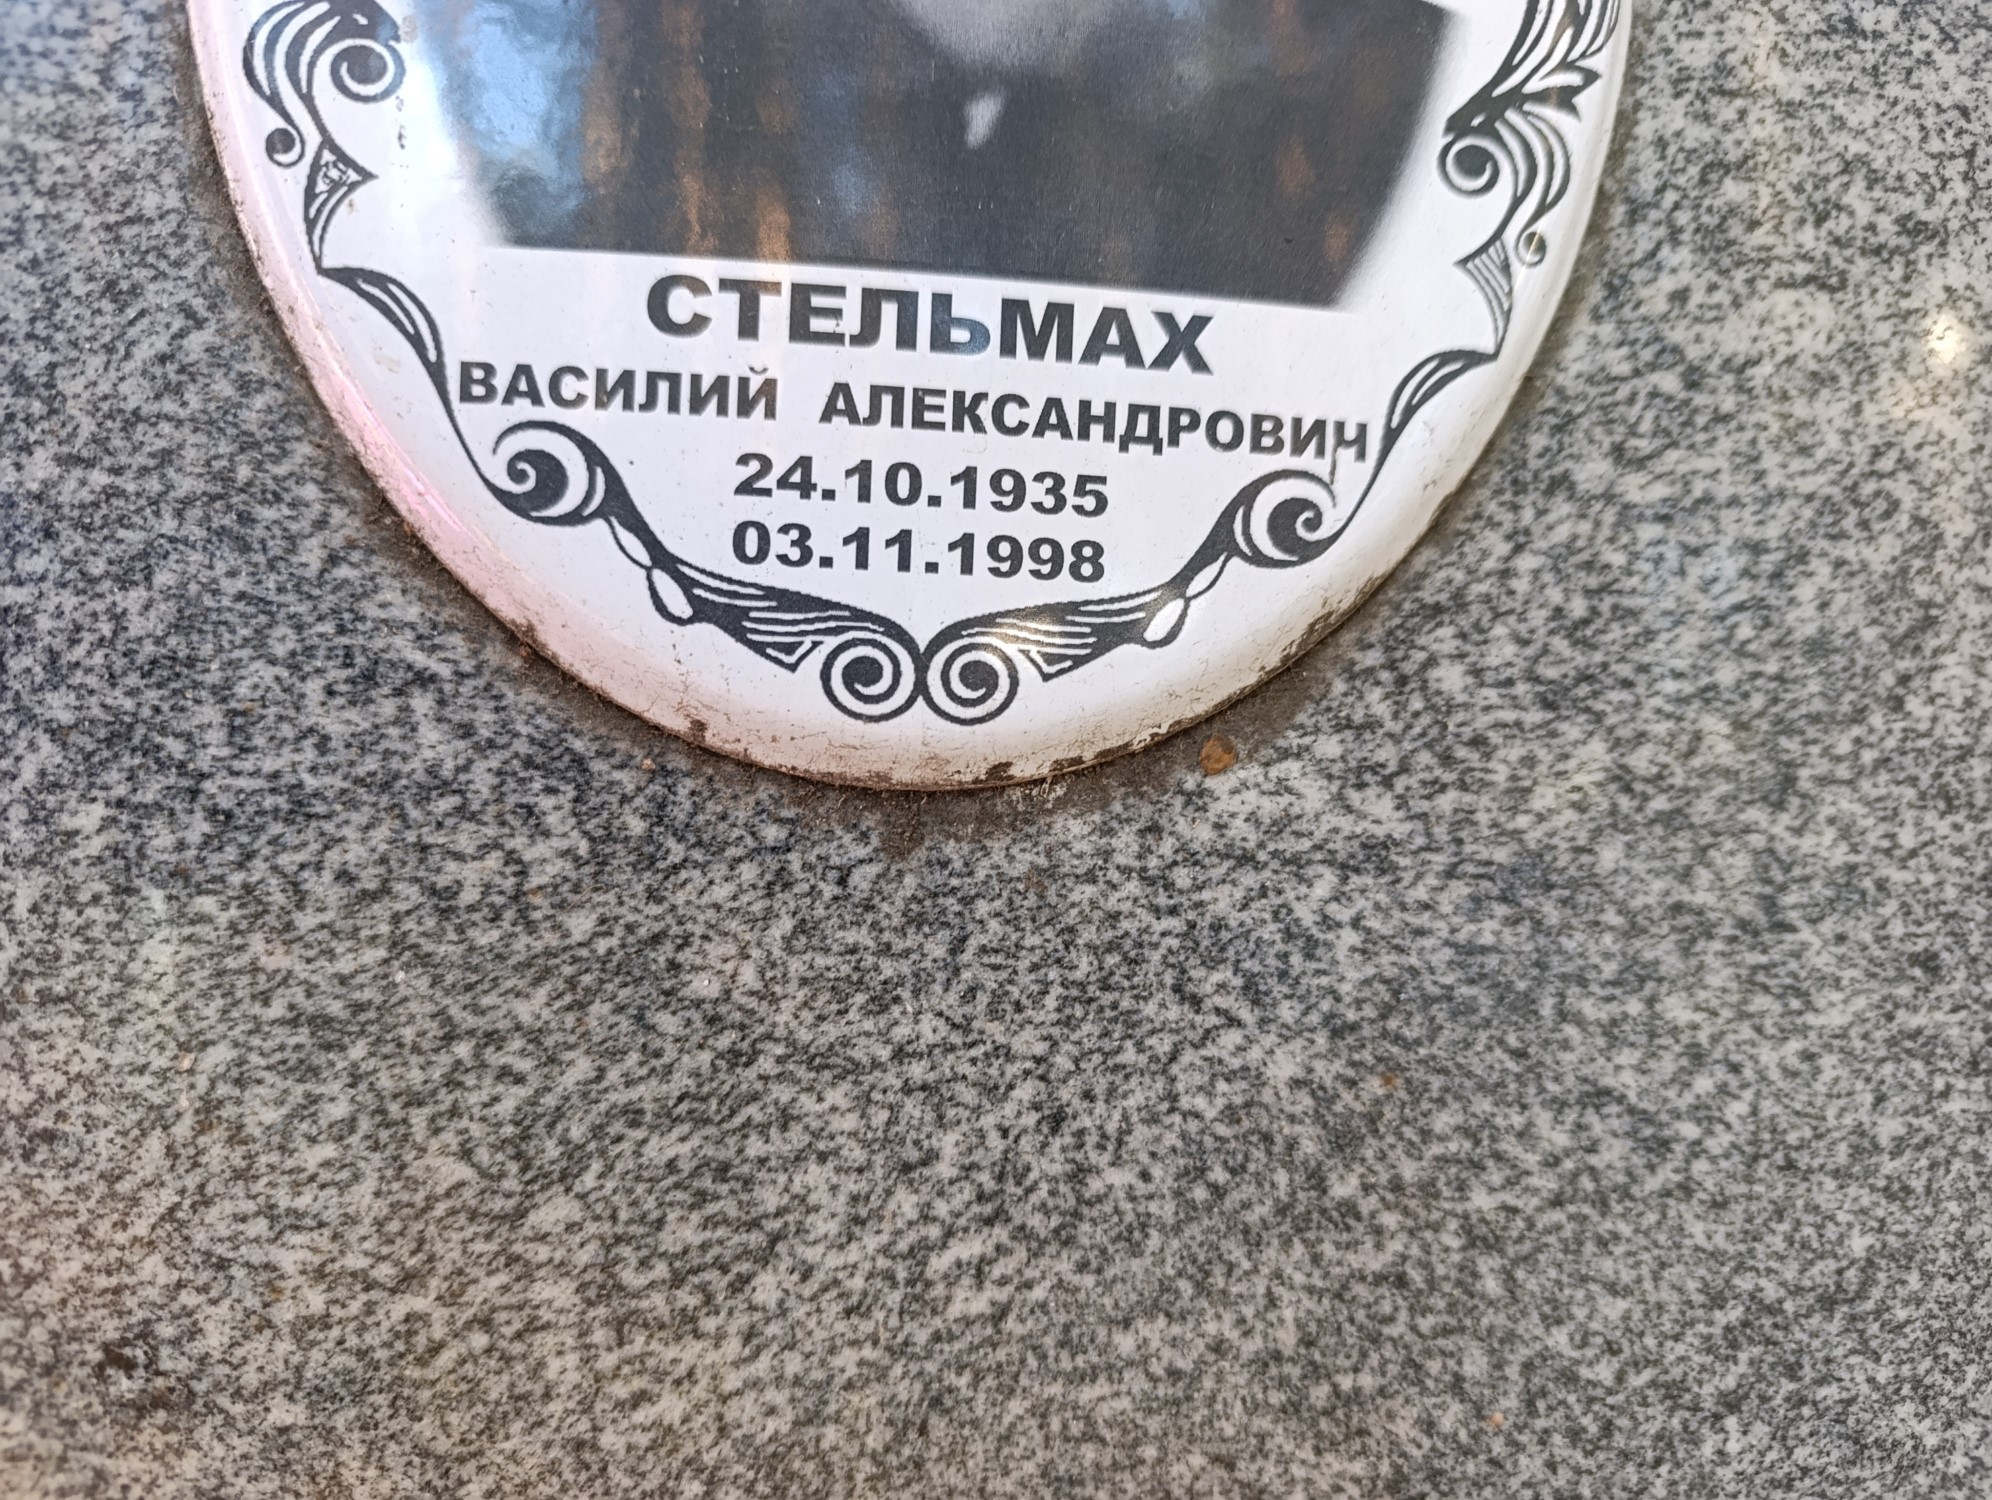 СТЕЛЬМАХ
ВАСИЛИЙ АЛЕКСАНДРОВИЧ
24.10.1935
03.11.1998